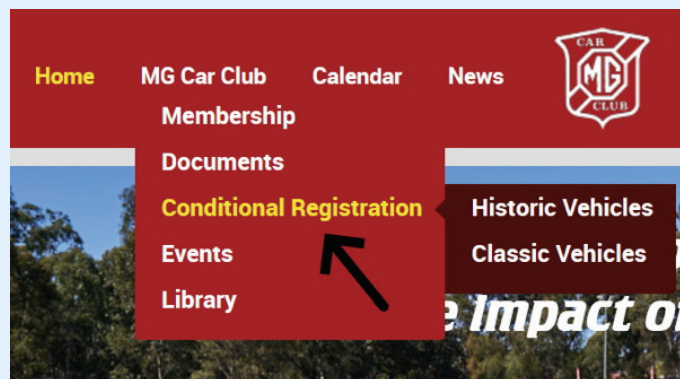 Home MG Car Club Calendar News
CAR
MG
CLUB
Membership
Documents
Conditional Registration
Historic Vehicles
Events
Classic Vehicles
Library
Impact